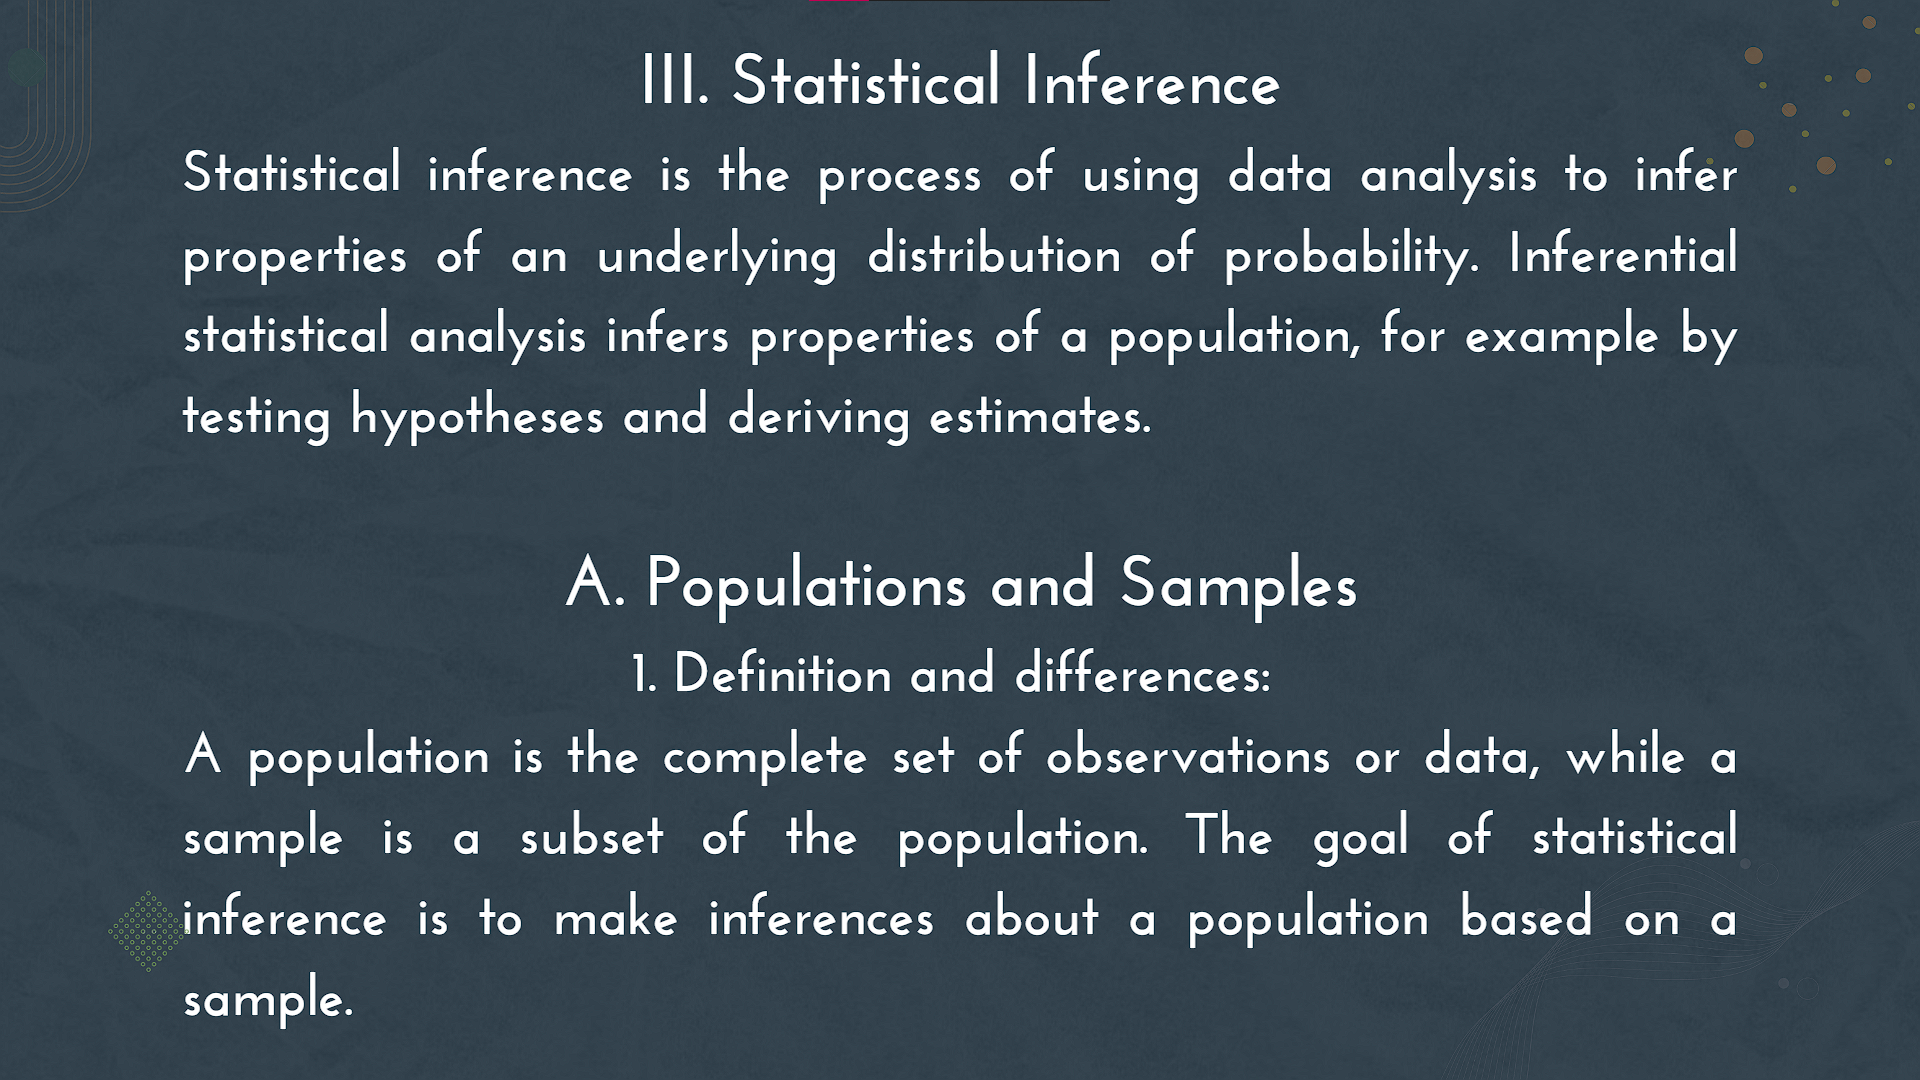 III. Statistical Inference
Statistical inference is the process of using data analysis to infer
properties of an underlying distribution of probability. Inferential
statistical analysis infers properties of a population, for example by
testing hypotheses and deriving estimates.
A. Populations and Samples
1. Definition and differences:
A population is the complete set of observations or data, while a
sample is a subset of the population. The goal of statistical
inference is to make inferences about a population based on a
sample.